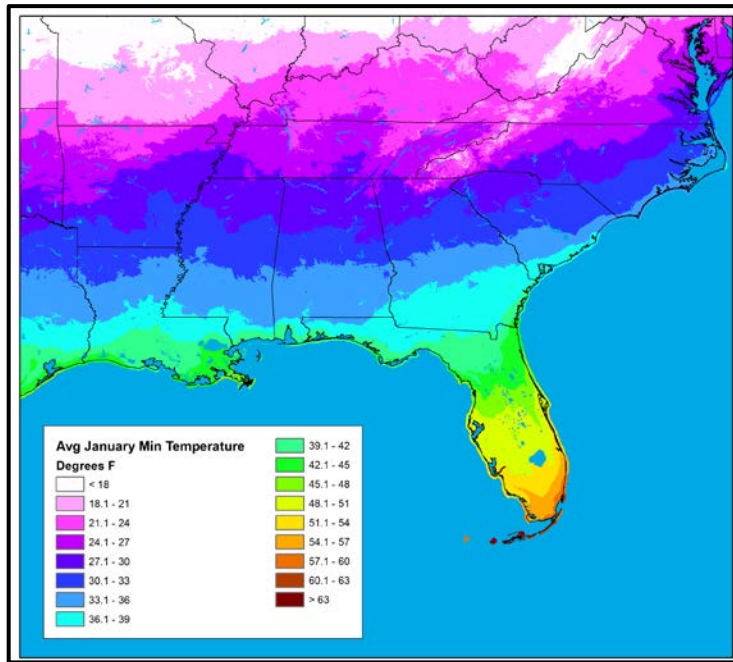 Avg January Min Temperature
Degrees F
< 18
18.1 - 21
21.1 - 24
24.1 - 27
27.1 - 30
30.1 - 33
33.1 - 36
36.1 - 39
39.1 - 42
42.1 - 45
45.1 - 48
48.1 - 51
51.1 - 54
54.1 - 57
57.1 - 60
60.1 - 63
> 63